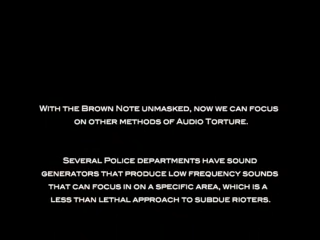 With the Brown Note unmasked, now we can focus
on other methods of Audio Torture.
Several Police departments have sound
generators that produce low frequency sounds
that can focus in on a specific area, which is a
less than lethal approach to subdue rioters.